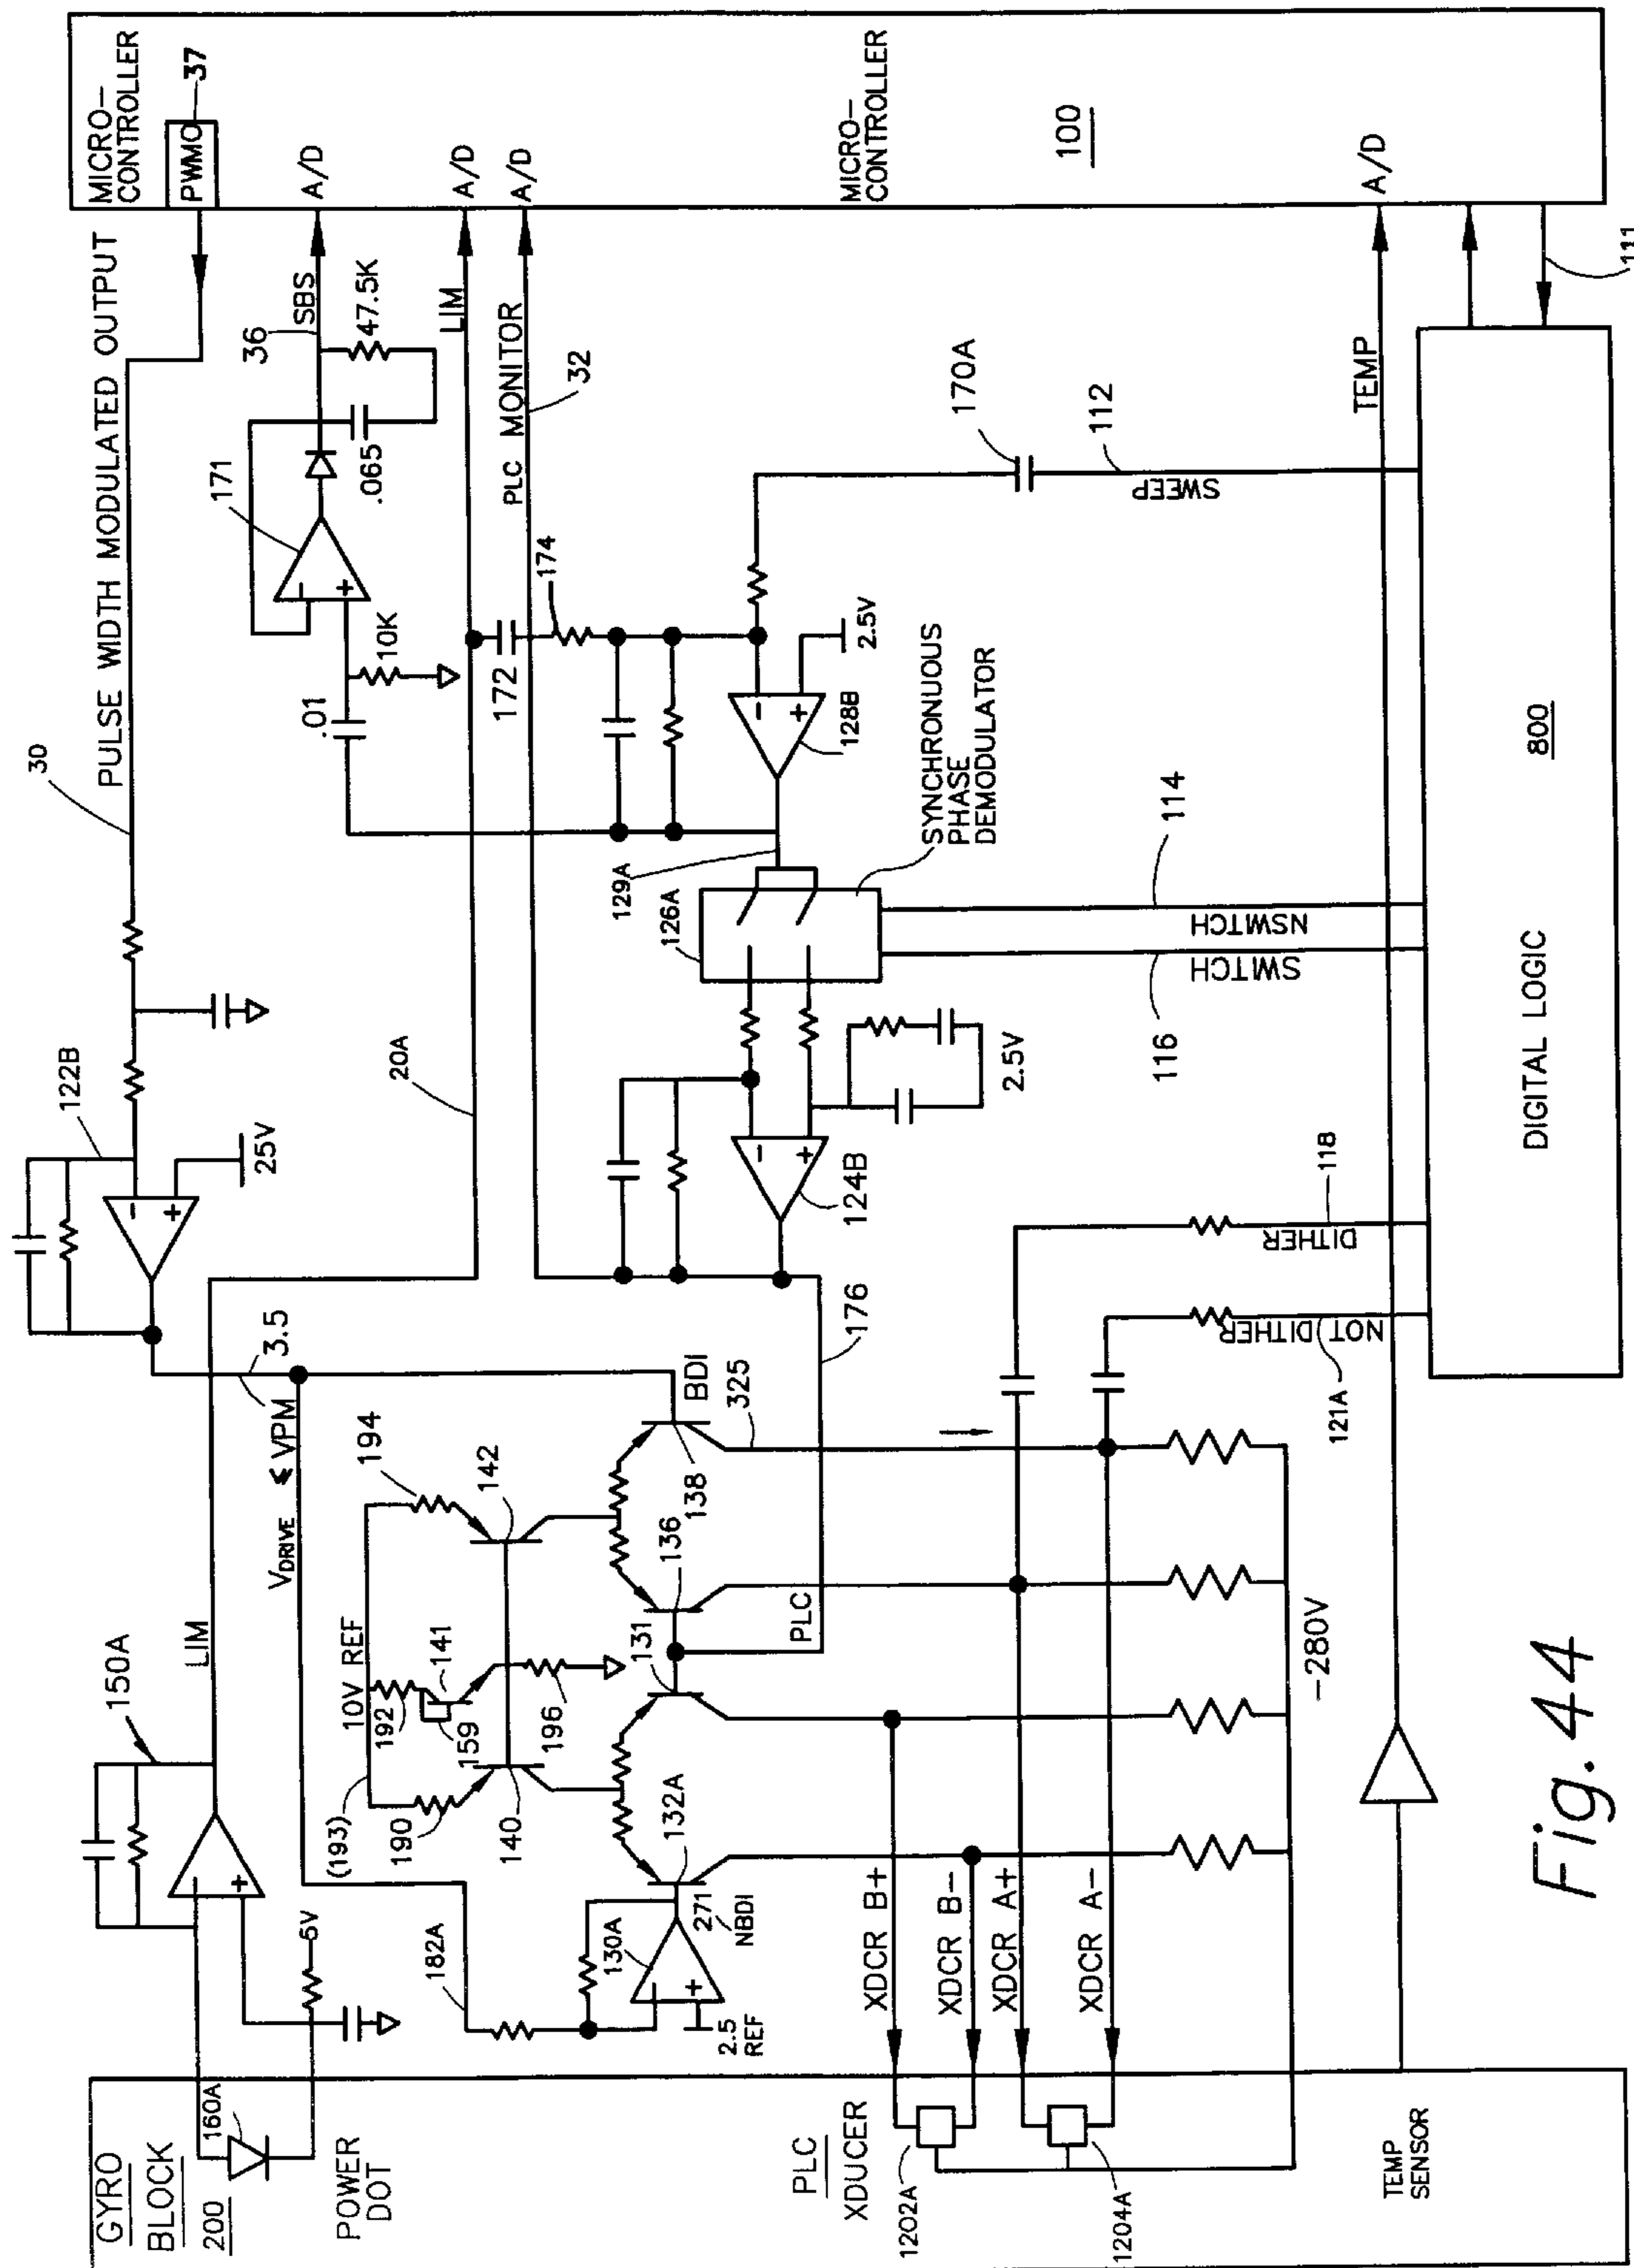 GYRO
BLOCK
200
160A
POWER
DOT
5V
150A
LIM
VDRIVE ≪ VPM
3.5
122B
25V
30
PULSE WIDTH MODULATED OUTPUT
MICRO-
CONTROLLER
PWMO
37
A/D
SBS
36
171
47.5K
.065
.01
10K
A/D
LIM
20A
A/D
PLC MONITOR
32
172
174
MICRO-
CONTROLLER
100
182A
(193)
10V REF
190
192
141
159
194
140
196
142
130A
2.5
REF
271
NBDI
132A
131
PLC
136
138
BDI
325
176
124B
2.5V
126A
129A
SYNCHRONUOUS
PHASE
DEMODULATOR
128B
2.5V
170A
SWEEP
112
NSWITCH
114
SWITCH
116
DITHER
118
NOT DITHER
121A
PLC
XDUCER
1202A
1204A
XDCR B+
XDCR B-
XDCR A+
XDCR A-
-280V
TEMP
SENSOR
TEMP
A/D
DIGITAL LOGIC
800
111
Fig. 44